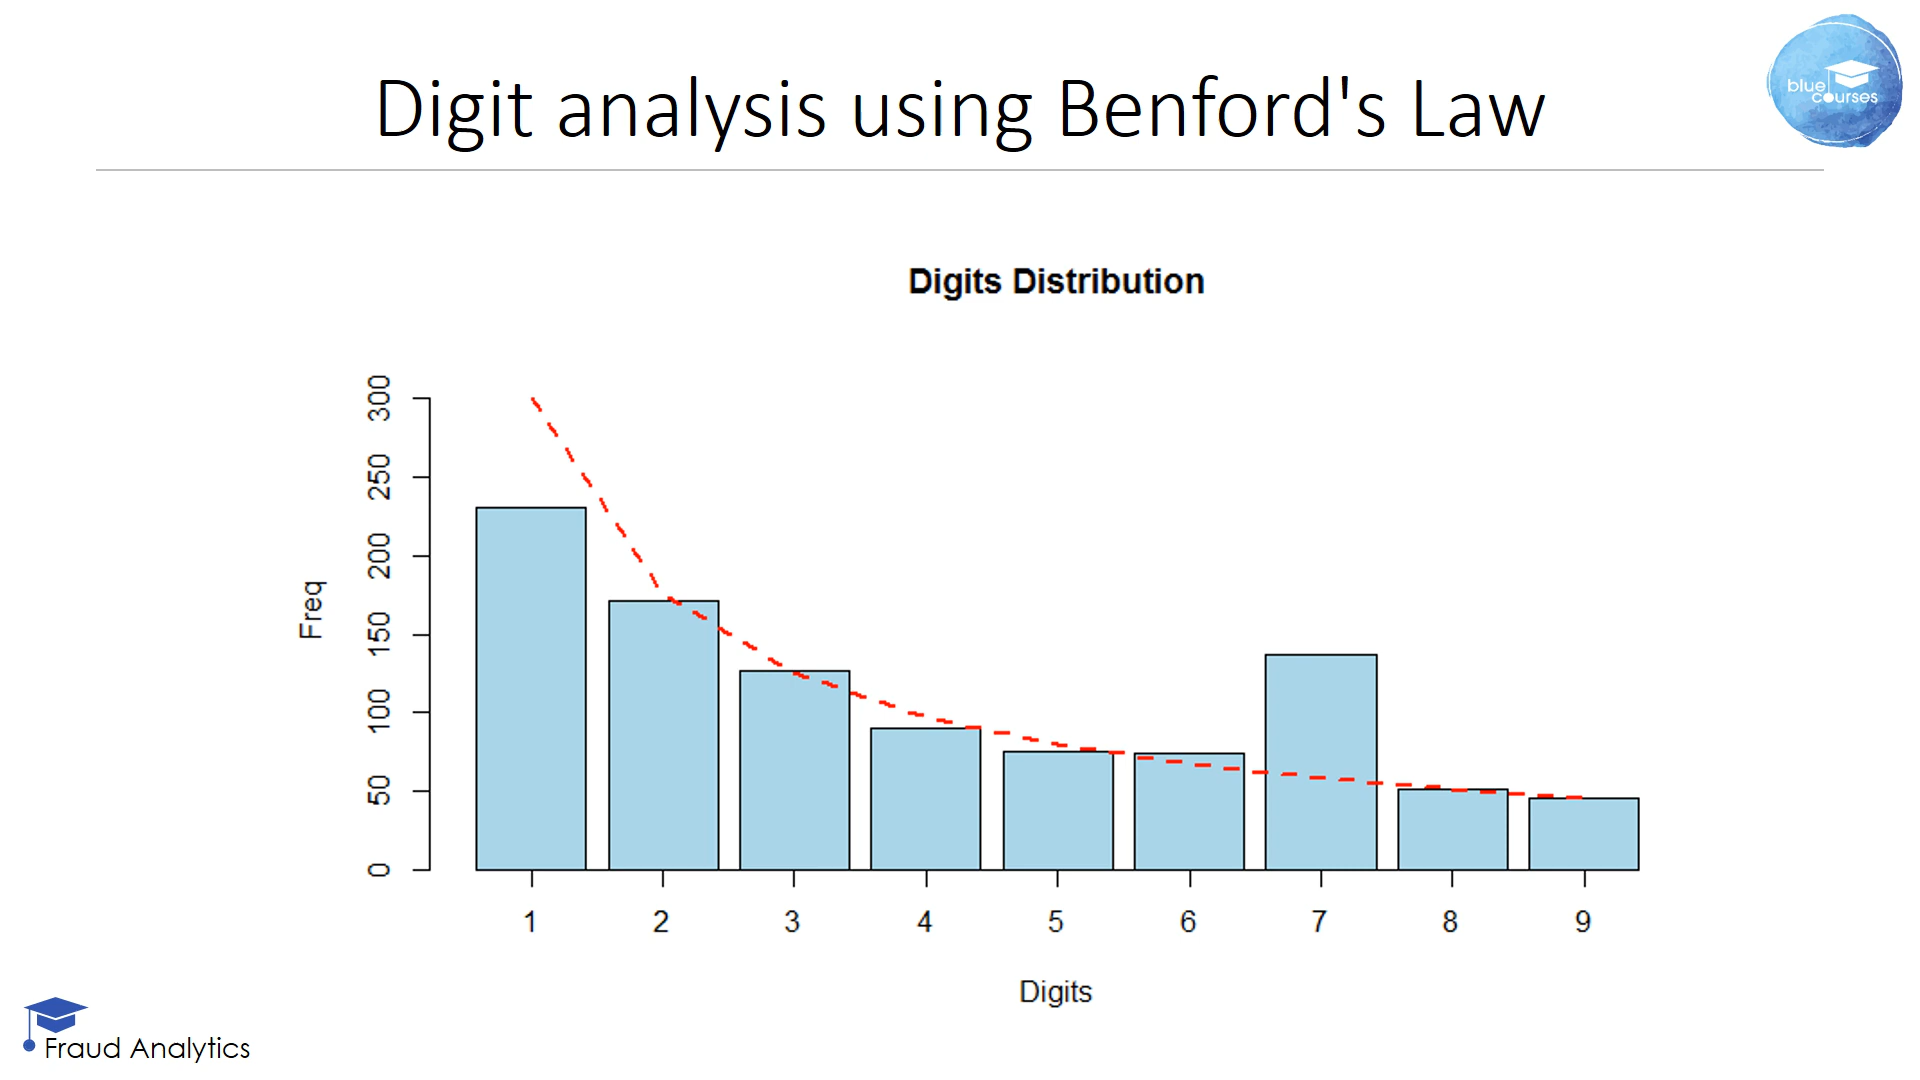 Digit analysis using Benford's Law
blue
courses
Digits Distribution
300
250
200
150
100
50
0
Freq
1 2 3 4 5 6 7 8 9
Digits
Fraud Analytics